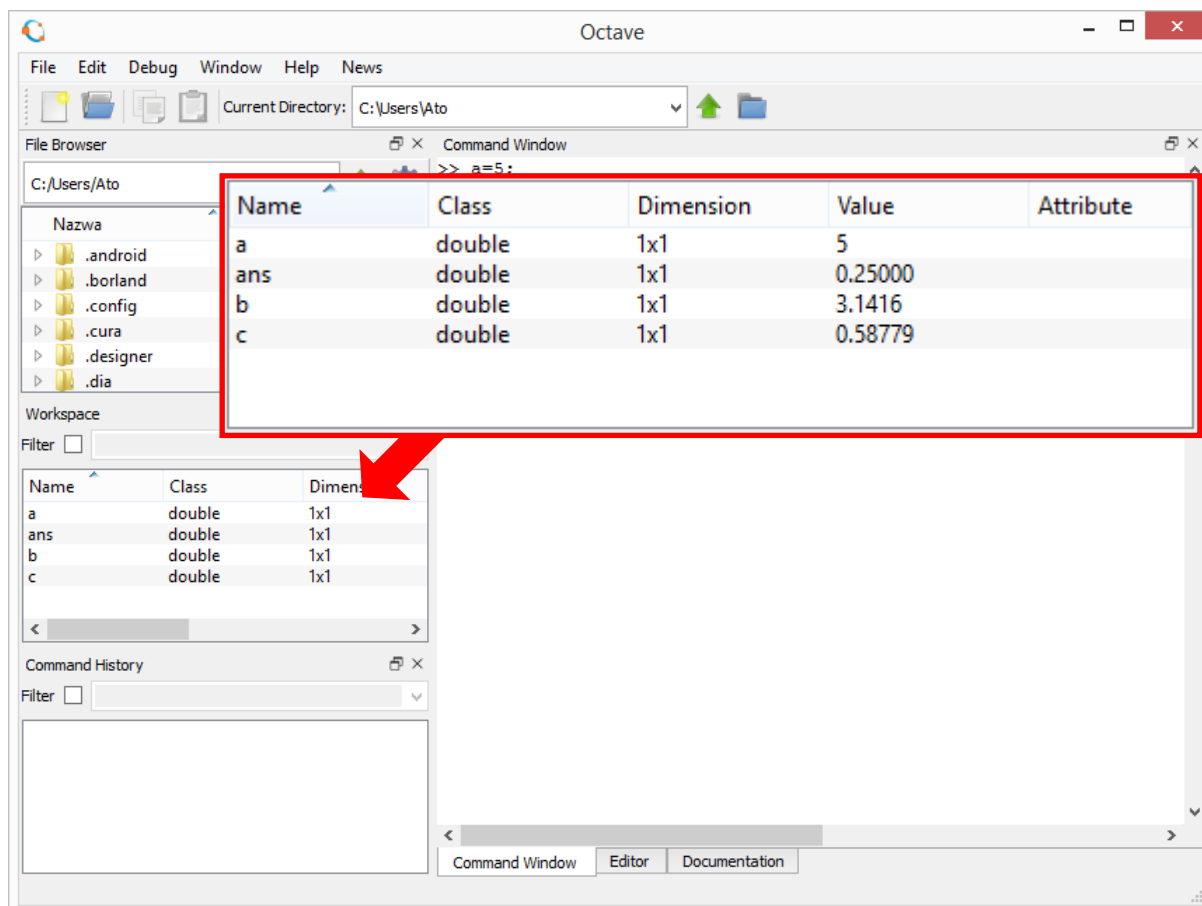 Octave
File Edit Debug Window Help News
Current Directory: C:\Users\Ato
File Browser
C:/Users/Ato
Nazwa
.android
.borland
.config
.cura
.designer
.dia
Command Window
>> a=5;
Name Class Dimension Value Attribute
a double 1x1 5
ans double 1x1 0.25000
b double 1x1 3.1416
c double 1x1 0.58779
Workspace
Filter
Name Class Dimens
a double 1x1
ans double 1x1
b double 1x1
c double 1x1
Command History
Filter
Command Window Editor Documentation